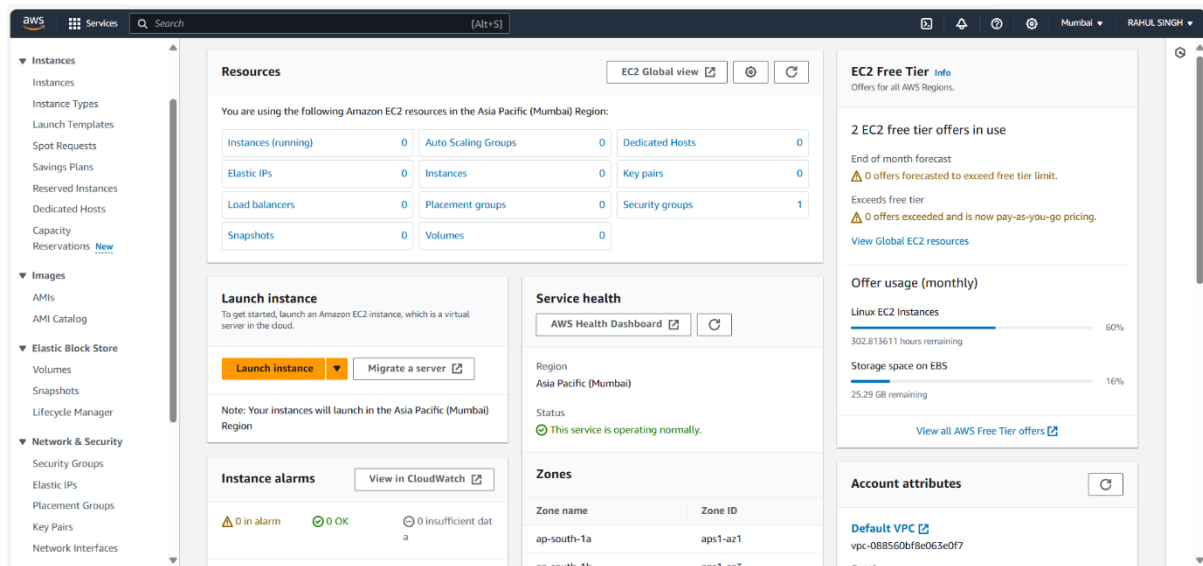 aws
Services
Search
[Alt+S]
Mumbai
RAHUL SINGH
Instances
Instances
Instance Types
Launch Templates
Spot Requests
Savings Plans
Reserved Instances
Dedicated Hosts
Capacity
Reservations New
Images
AMIs
AMI Catalog
Elastic Block Store
Volumes
Snapshots
Lifecycle Manager
Network & Security
Security Groups
Elastic IPs
Placement Groups
Key Pairs
Network Interfaces
Resources
EC2 Global view
You are using the following Amazon EC2 resources in the Asia Pacific (Mumbai) Region:
Instances (running) 0
Auto Scaling Groups 0
Dedicated Hosts 0
Elastic IPs 0
Instances 0
Key pairs 0
Load balancers 0
Placement groups 0
Security groups 1
Snapshots 0
Volumes 0
Launch instance
To get started, launch an Amazon EC2 instance, which is a virtual
server in the cloud.
Launch instance
Migrate a server
Note: Your instances will launch in the Asia Pacific (Mumbai)
Region
Instance alarms
View in CloudWatch
0 in alarm
0 OK
0 insufficient dat
a
Service health
AWS Health Dashboard
Region
Asia Pacific (Mumbai)
Status
This service is operating normally.
Zones
Zone name
Zone ID
ap-south-1a
aps1-az1
EC2 Free Tier Info
Offers for all AWS Regions.
2 EC2 free tier offers in use
End of month forecast
0 offers forecasted to exceed free tier limit.
Exceeds free tier
0 offers exceeded and is now pay-as-you-go pricing.
View Global EC2 resources
Offer usage (monthly)
Linux EC2 Instances
60%
302.813611 hours remaining
Storage space on EBS
16%
25.29 GB remaining
View all AWS Free Tier offers
Account attributes
Default VPC
vpc-088560bf8e063e0f7